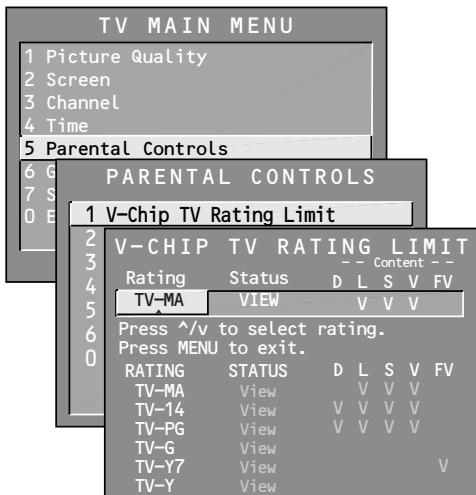 TV MAIN MENU
1 Picture Quality
2 Screen
3 Channel
4 Time
5 Parental Controls
6 G
7 S
0 E
PARENTAL CONTROLS
1 V-Chip TV Rating Limit
2
3
4
5
6
0
V-CHIP TV RATING LIMIT
-- Content --
Rating Status D L S V FV
TV-MA VIEW V V V
Press ^/v to select rating.
Press MENU to exit.
RATING STATUS D L S V FV
TV-MA View V V V
TV-14 View V V V V
TV-PG View V V V V
TV-G View
TV-Y7 View V
TV-Y View